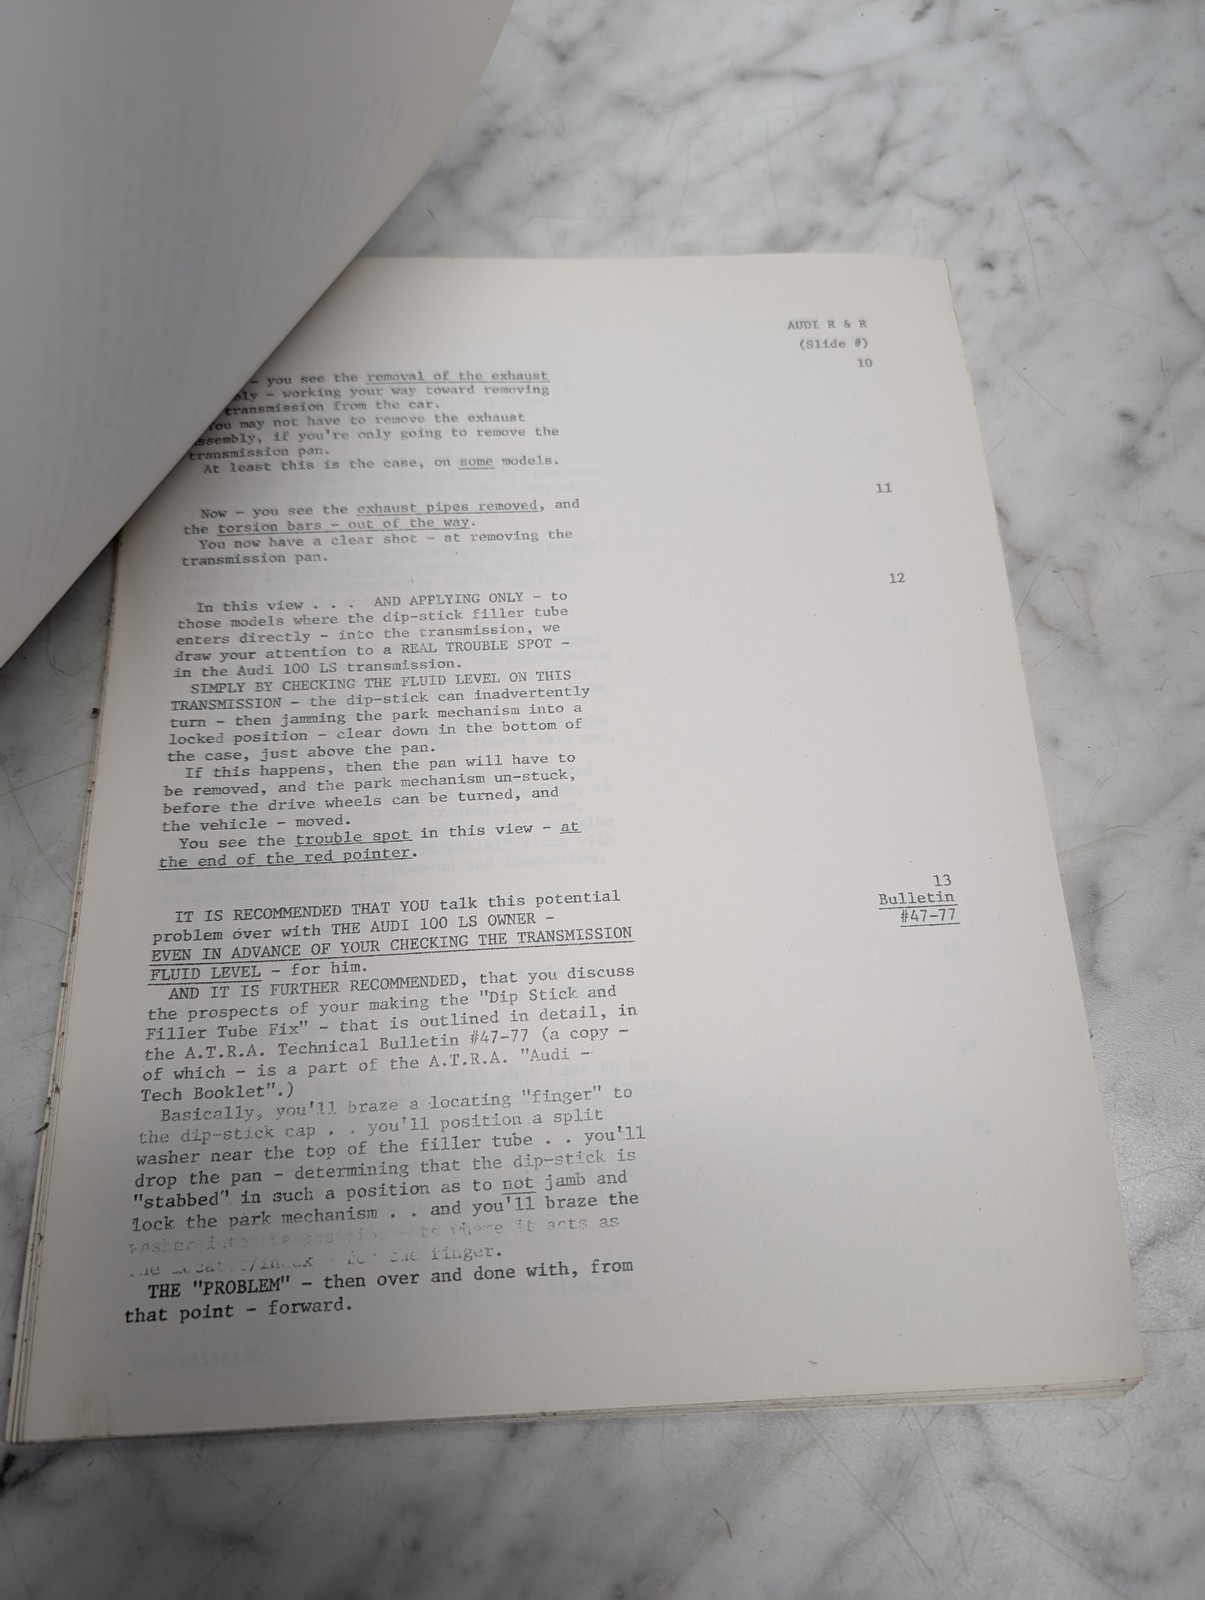 AUDI R & R
(Slide #)
10
- you see the removal of the exhaust
bly - working your way toward removing
transmission from the car.
You may not have to remove the exhaust
assembly, if you're only going to remove the
transmission pan.
At least this is the case, on some models.
11
Now - you see the exhaust pipes removed, and
the torsion bars - out of the way.
You now have a clear shot - at removing the
transmission pan.
12
In this view . . . AND APPLYING ONLY - to
those models where the dip-stick filler tube
enters directly - into the transmission, we
draw your attention to a REAL TROUBLE SPOT -
in the Audi 100 LS transmission.
SIMPLY BY CHECKING THE FLUID LEVEL ON THIS
TRANSMISSION - the dip-stick can inadvertently
turn - then jamming the park mechanism into a
locked position - clear down in the bottom of
the case, just above the pan.
If this happens, then the pan will have to
be removed, and the park mechanism un-stuck,
before the drive wheels can be turned, and
the vehicle - moved.
You see the trouble spot in this view - at
the end of the red pointer.
13
Bulletin
#47-77
IT IS RECOMMENDED THAT YOU talk this potential
problem over with THE AUDI 100 LS OWNER -
EVEN IN ADVANCE OF YOUR CHECKING THE TRANSMISSION
FLUID LEVEL - for him.
AND IT IS FURTHER RECOMMENDED, that you discuss
the prospects of your making the "Dip Stick and
Filler Tube Fix" - that is outlined in detail, in
the A.T.R.A. Technical Bulletin #47-77 (a copy -
of which - is a part of the A.T.R.A. "Audi -
Tech Booklet".)
Basically, you'll braze a locating "finger" to
the dip-stick cap . . you'll position a split
washer near the top of the filler tube . . you'll
drop the pan - determining that the dip-stick is
"stabbed" in such a position as to not jamb and
lock the park mechanism . . and you'll braze the
washer into position - to where it acts as
the - for the finger.
THE "PROBLEM" - then over and done with, from
that point - forward.